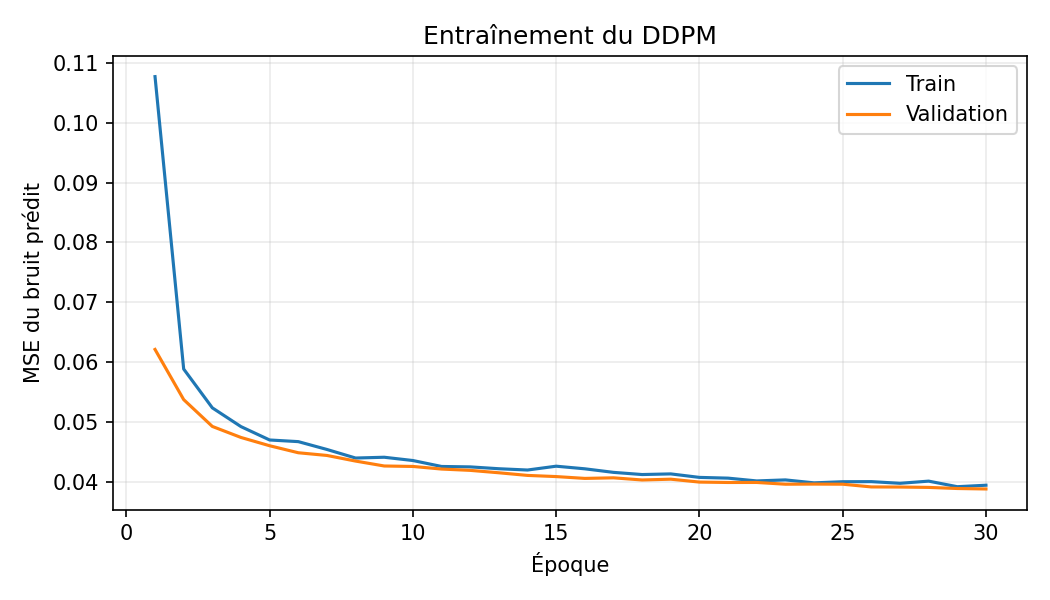 Entraînement du DDPM
MSE du bruit prédit
0.11
0.10
0.09
0.08
0.07
0.06
0.05
0.04
Train
Validation
0 5 10 15 20 25 30
Époque